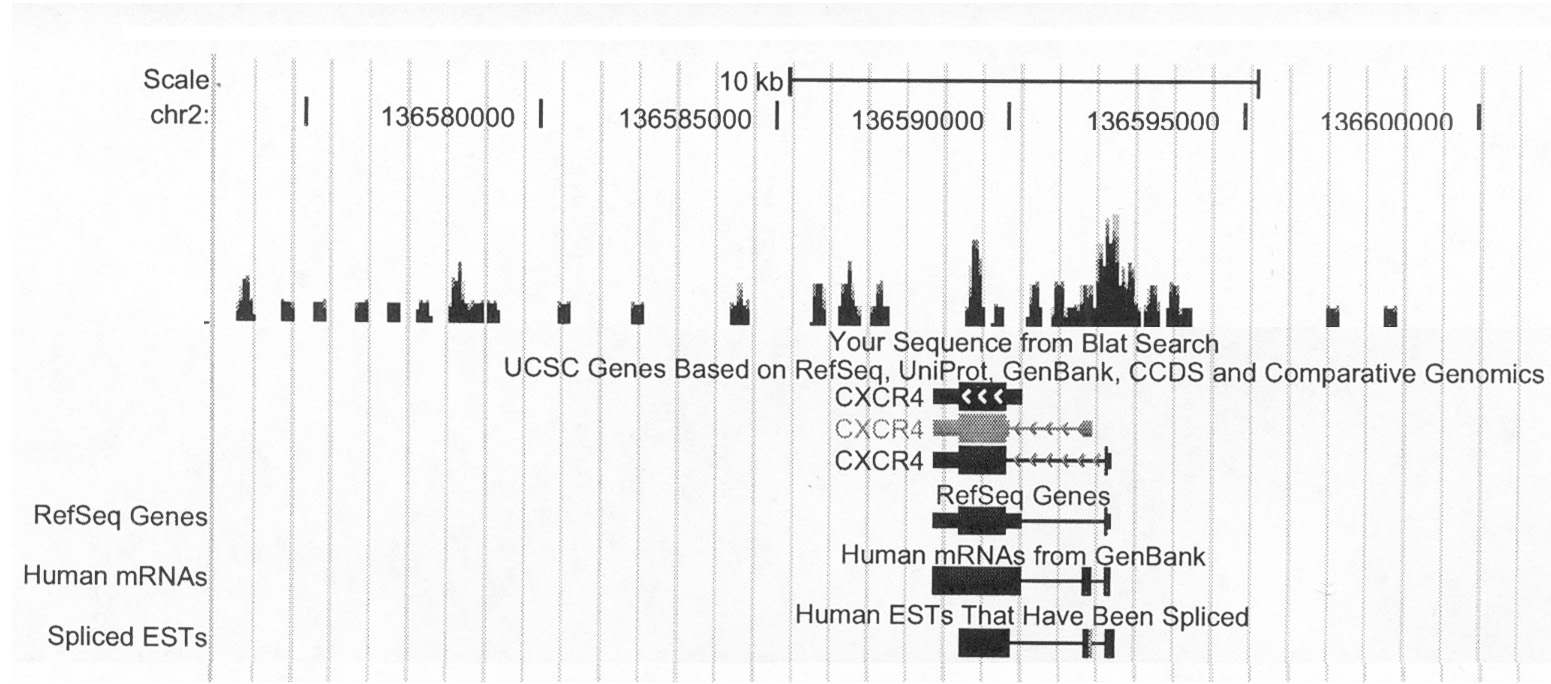 Scale 10 kb
chr2: 136580000 136585000 136590000 136595000 136600000
Your Sequence from Blat Search
UCSC Genes Based on RefSeq, UniProt, GenBank, CCDS and Comparative Genomics
CXCR4
CXCR4
CXCR4
RefSeq Genes
RefSeq Genes
Human mRNAs from GenBank
Human mRNAs
Human ESTs That Have Been Spliced
Spliced ESTs